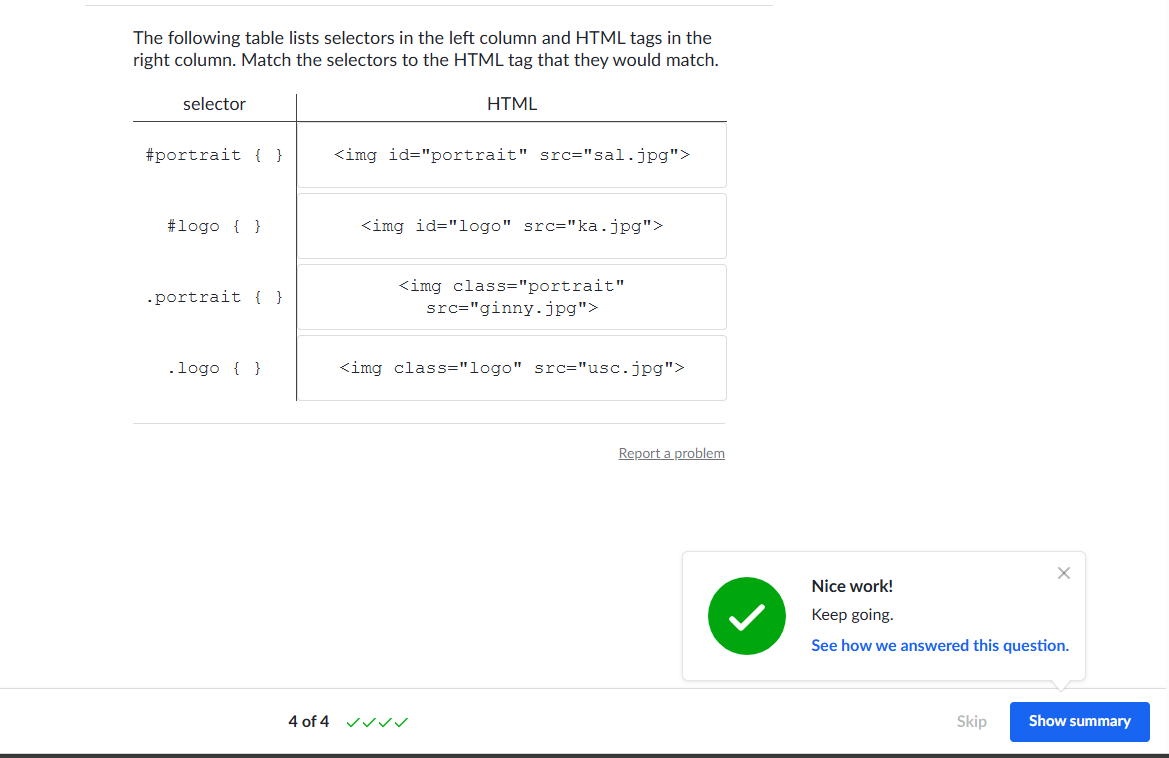 The following table lists selectors in the left column and HTML tags in the
right column. Match the selectors to the HTML tag that they would match.
selector HTML
#portrait { } <img id="portrait" src="sal.jpg">
#logo { } <img id="logo" src="ka.jpg">
.portrait { } <img class="portrait"
src="ginny.jpg">
.logo { } <img class="logo" src="usc.jpg">
Report a problem
Nice work!
Keep going.
See how we answered this question.
4 of 4 Skip Show summary